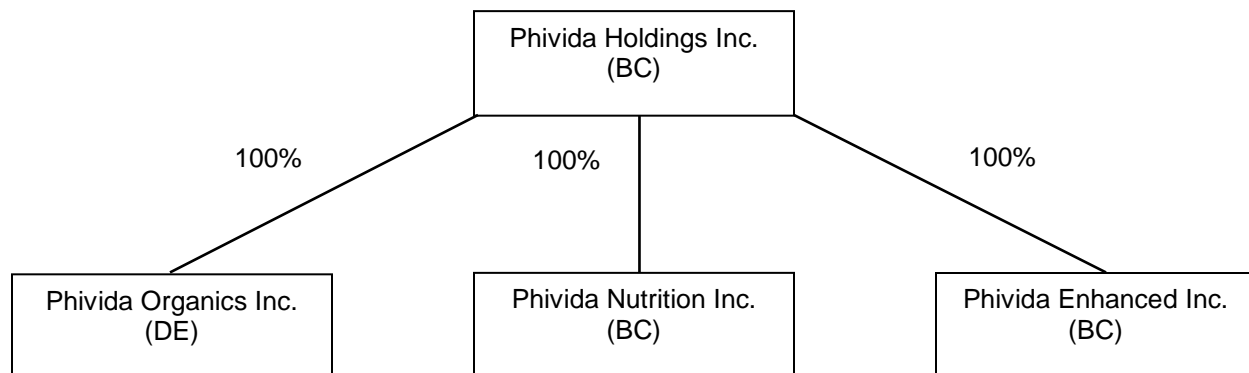 Phivida Holdings Inc.
(BC)
100%
100%
100%
Phivida Organics Inc.
(DE)
Phivida Nutrition Inc.
(BC)
Phivida Enhanced Inc.
(BC)